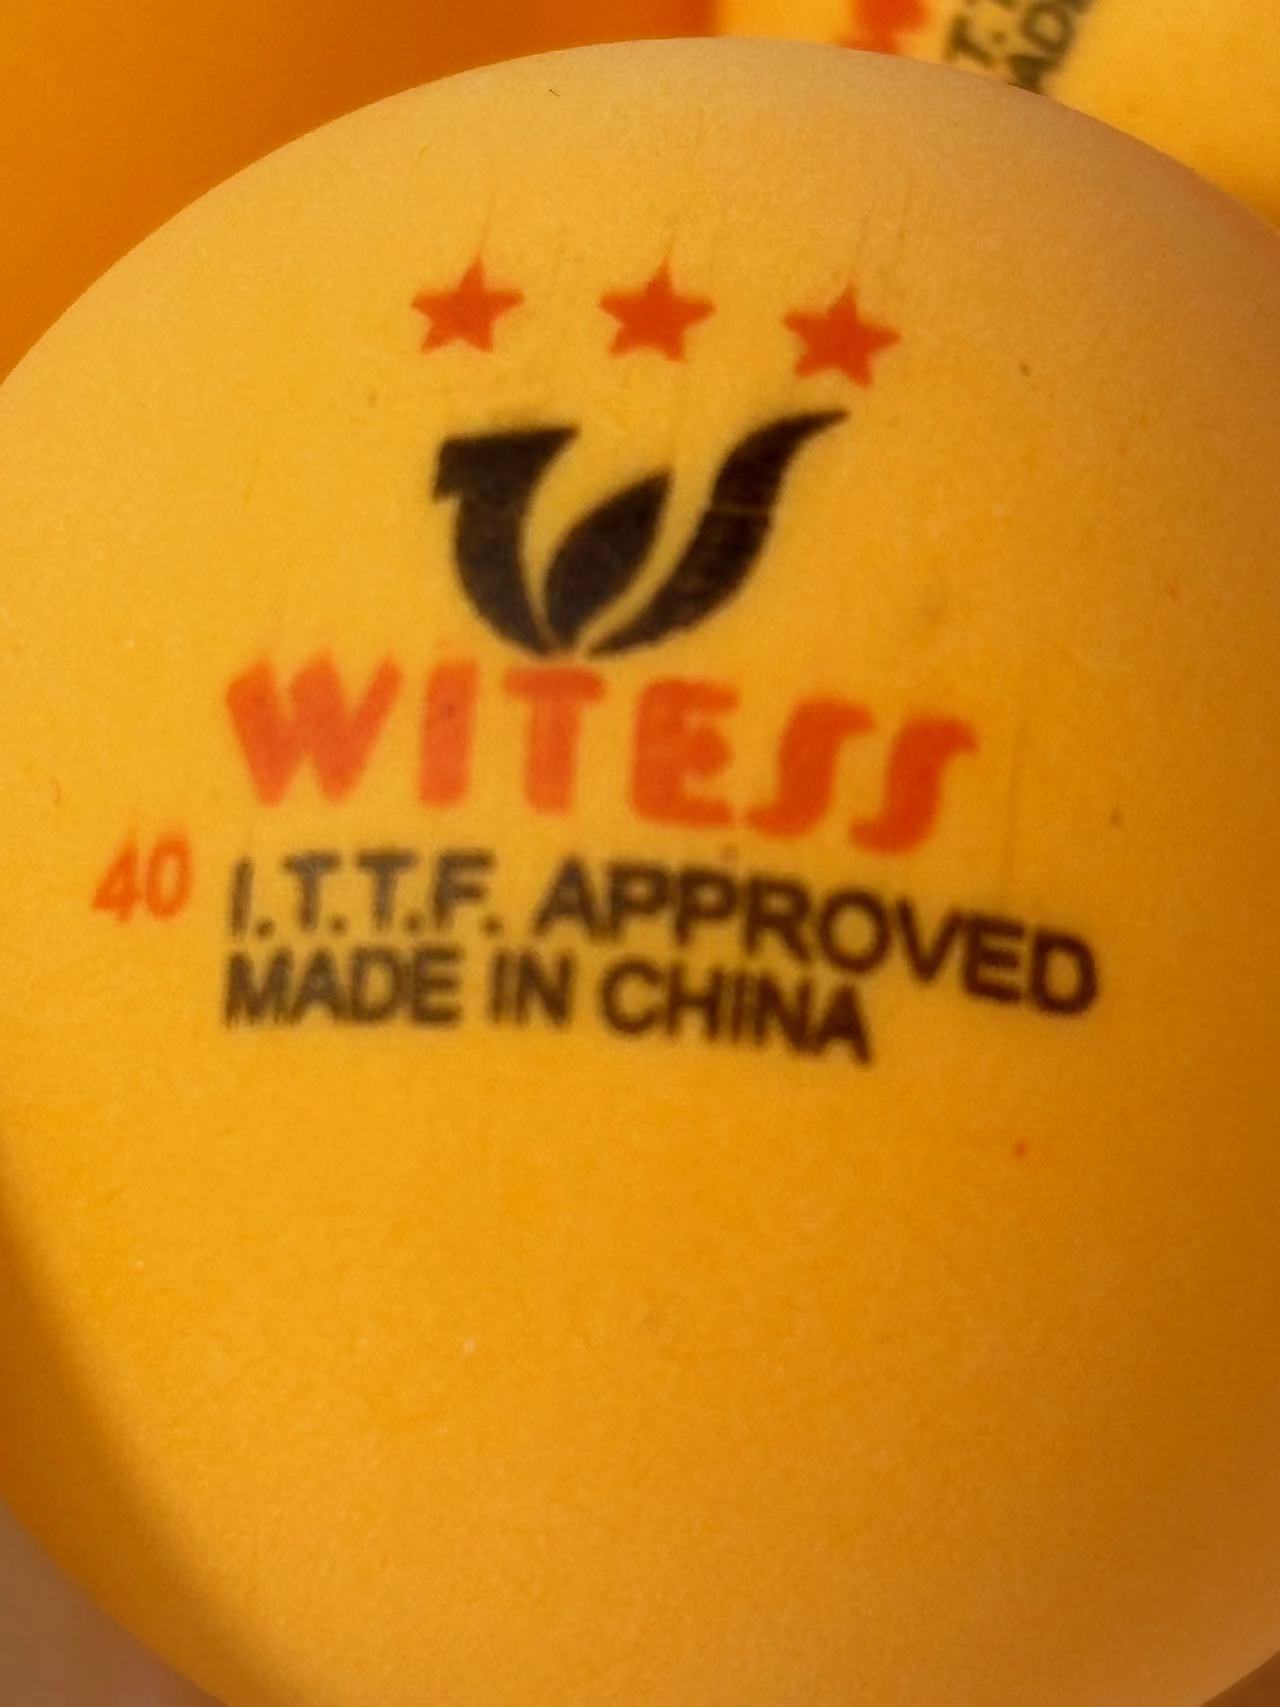 WITESS
40 I.T.T.F. APPROVED
MADE IN CHINA